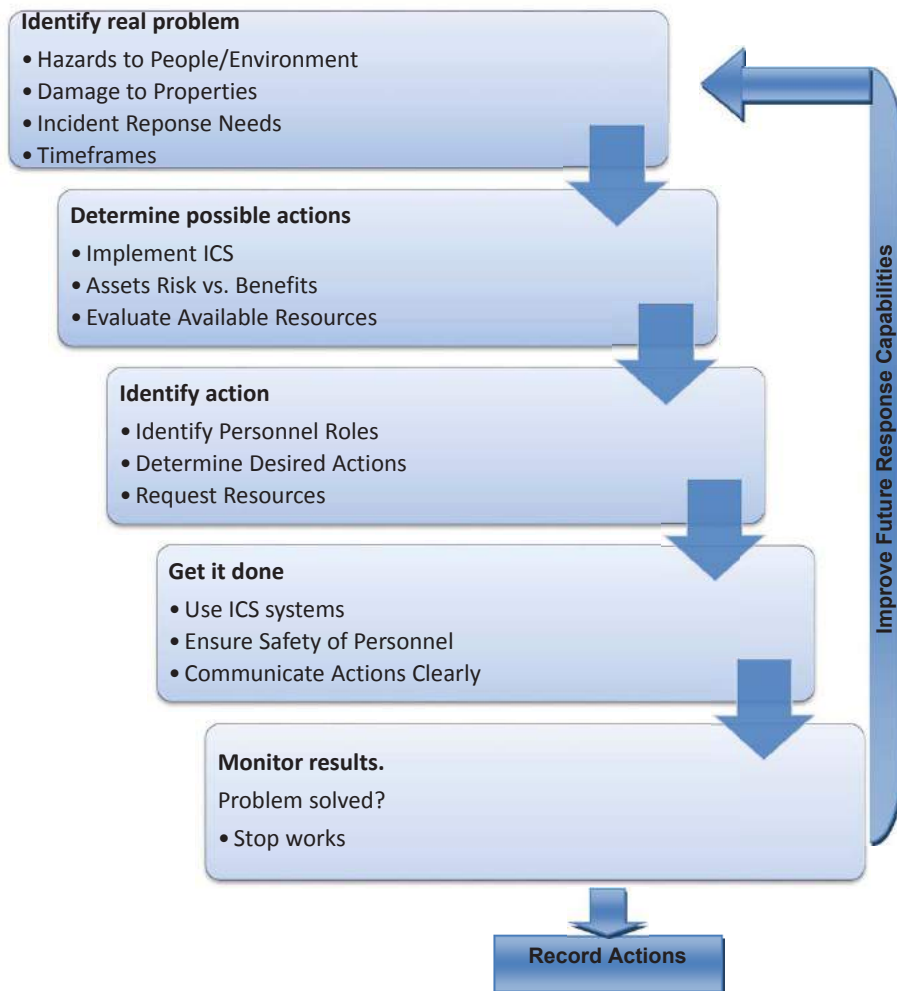 Identify real problem
• Hazards to People/Environment
• Damage to Properties
• Incident Reponse Needs
• Timeframes
Determine possible actions
• Implement ICS
• Assets Risk vs. Benefits
• Evaluate Available Resources
Identify action
• Identify Personnel Roles
• Determine Desired Actions
• Request Resources
Get it done
• Use ICS systems
• Ensure Safety of Personnel
• Communicate Actions Clearly
Monitor results.
Problem solved?
• Stop works
Record Actions
Improve Future Response Capabilities